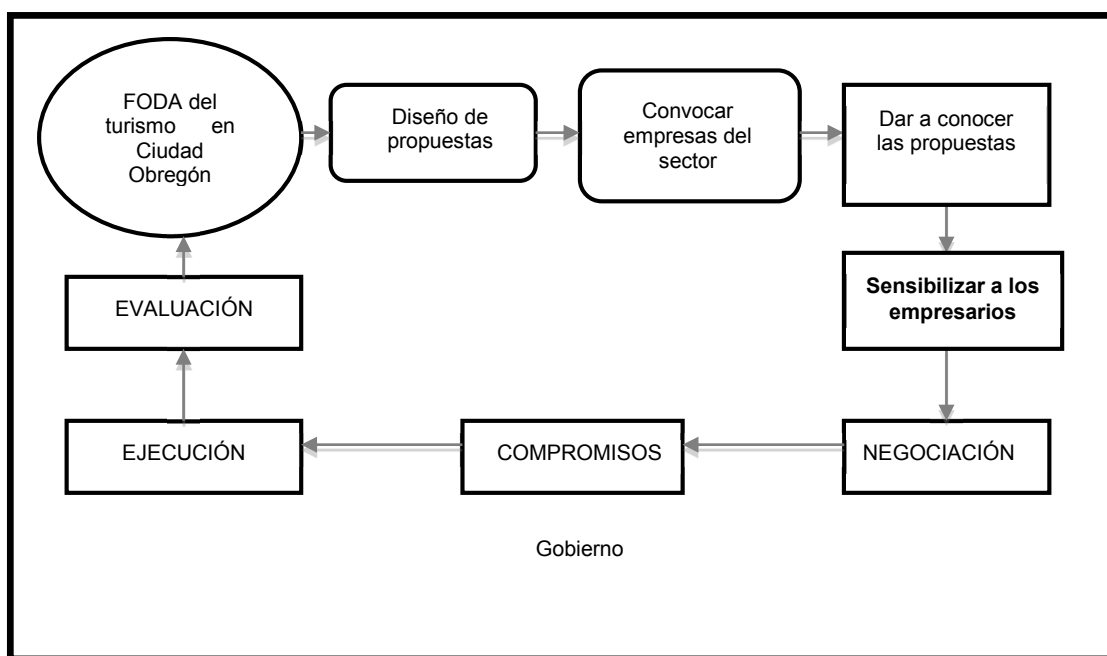 FODA del
turismo en
Ciudad
Obregón
Diseño de
propuestas
Convocar
empresas del
sector
Dar a conocer
las propuestas
Sensibilizar a los
empresarios
EVALUACIÓN
EJECUCIÓN
COMPROMISOS
NEGOCIACIÓN
Gobierno